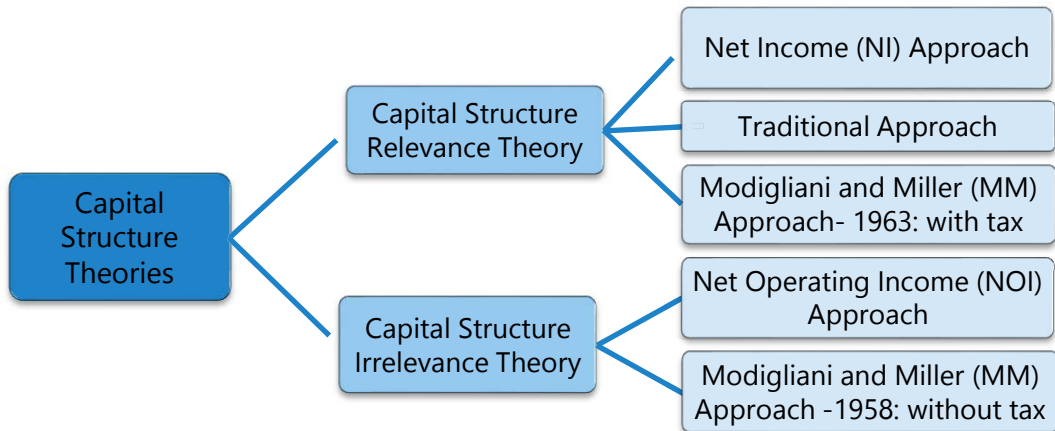 Capital
Structure
Theories
Capital Structure
Relevance Theory
Net Income (NI) Approach
Traditional Approach
Modigliani and Miller (MM)
Approach- 1963: with tax
Capital Structure
Irrelevance Theory
Net Operating Income (NOI)
Approach
Modigliani and Miller (MM)
Approach -1958: without tax